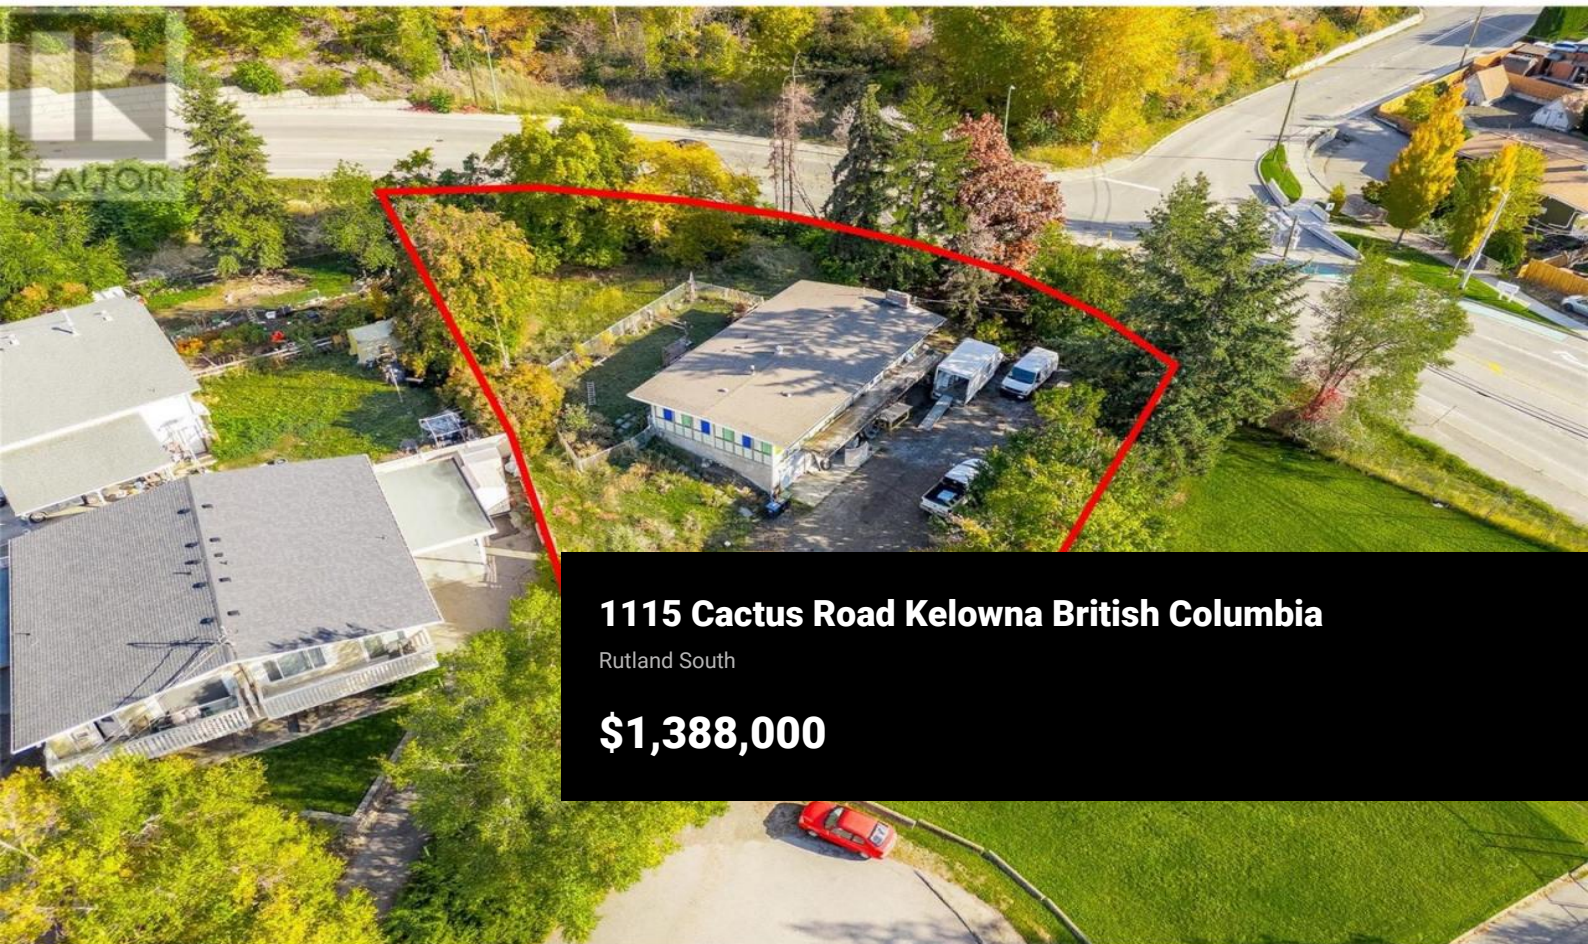 REALTOR
1115 Cactus Road Kelowna British Columbia
Rutland South
$1,388,000